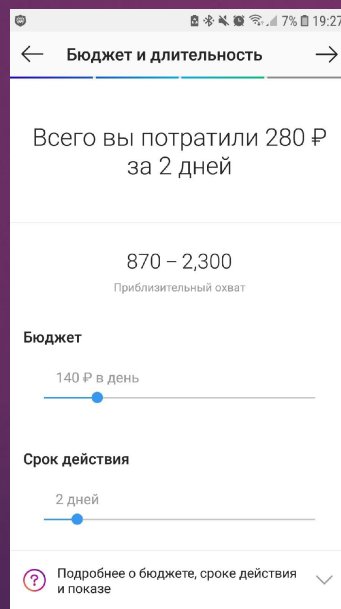 7% 19:27
Бюджет и длительность
Всего вы потратили 280 ₽
за 2 дней
870 – 2,300
Приблизительный охват
Бюджет
140 ₽ в день
Срок действия
2 дней
Подробнее о бюджете, сроке действия
и показе